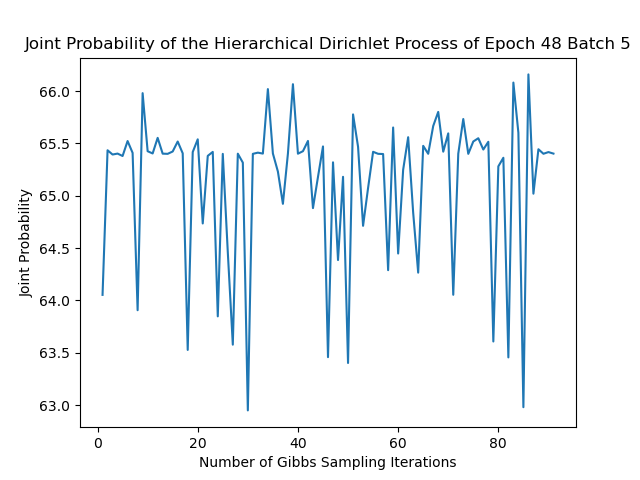 Joint Probability of the Hierarchical Dirichlet Process of Epoch 48 Batch 5
66.0
65.5
65.0
64.5
64.0
63.5
63.0
Joint Probability
0 20 40 60 80
Number of Gibbs Sampling Iterations